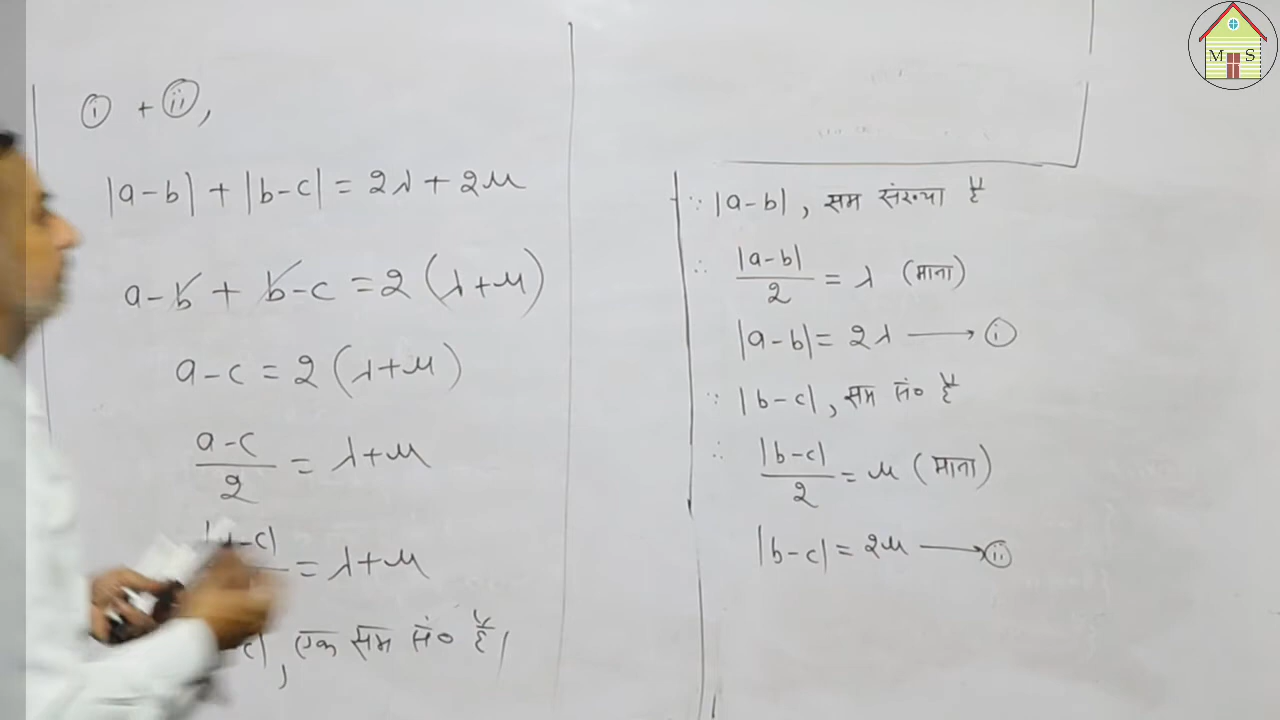 ⓘ + ⓘⓘ,
|a-b| + |b-c| = 2λ + 2μ
a-b + b-c = 2 (λ+μ)
a-c = 2 (λ+μ)
a-c
2
= λ+μ
-c|
= λ+μ
c|, एक सम सं० है।
∵ |a-b|, सम संख्या है
∴ |a-b|
2
= λ (माना)
|a-b| = 2λ ⟶ ⓘ
∵ |b-c|, सम सं० है
∴ |b-c|
2
= μ (माना)
|b-c| = 2μ ⟶ ⓘⓘ
M S